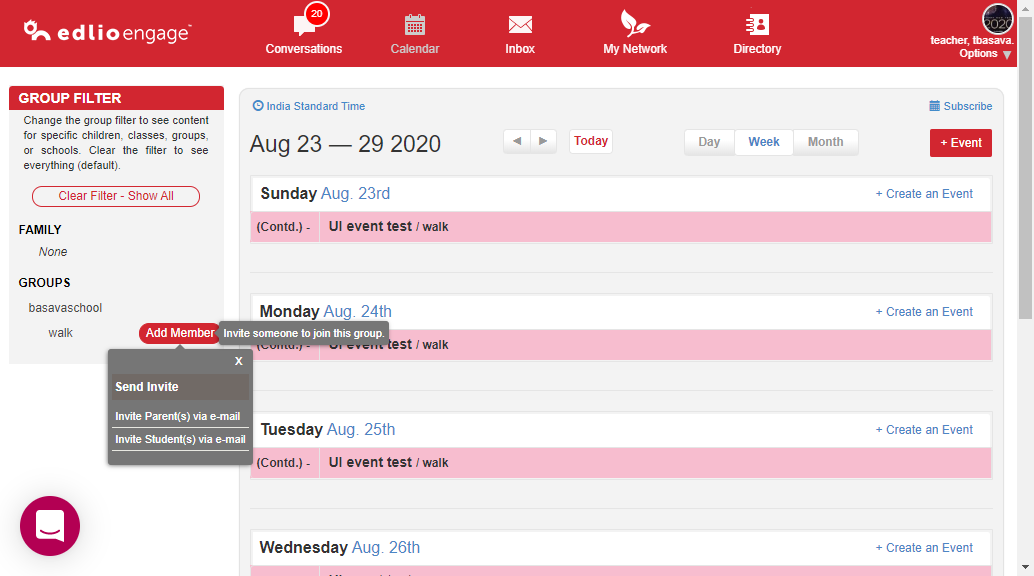 edlio engage™
20
Conversations
Calendar
Inbox
My Network
Directory
2020
teacher, tbasava.
Options ▼
GROUP FILTER
Change the group filter to see content
for specific children, classes, groups,
or schools. Clear the filter to see
everything (default).
Clear Filter - Show All
FAMILY
None
GROUPS
basavaschool
walk
Add Member
Invite someone to join this group.
X
Send Invite
Invite Parent(s) via e-mail
Invite Student(s) via e-mail
India Standard Time
Subscribe
Aug 23 — 29 2020
◀ ▶
Today
Day
Week
Month
+ Event
Sunday Aug. 23rd
+ Create an Event
(Contd.) - UI event test / walk
Monday Aug. 24th
+ Create an Event
(Contd.) - UI event test / walk
Tuesday Aug. 25th
+ Create an Event
(Contd.) - UI event test / walk
Wednesday Aug. 26th
+ Create an Event